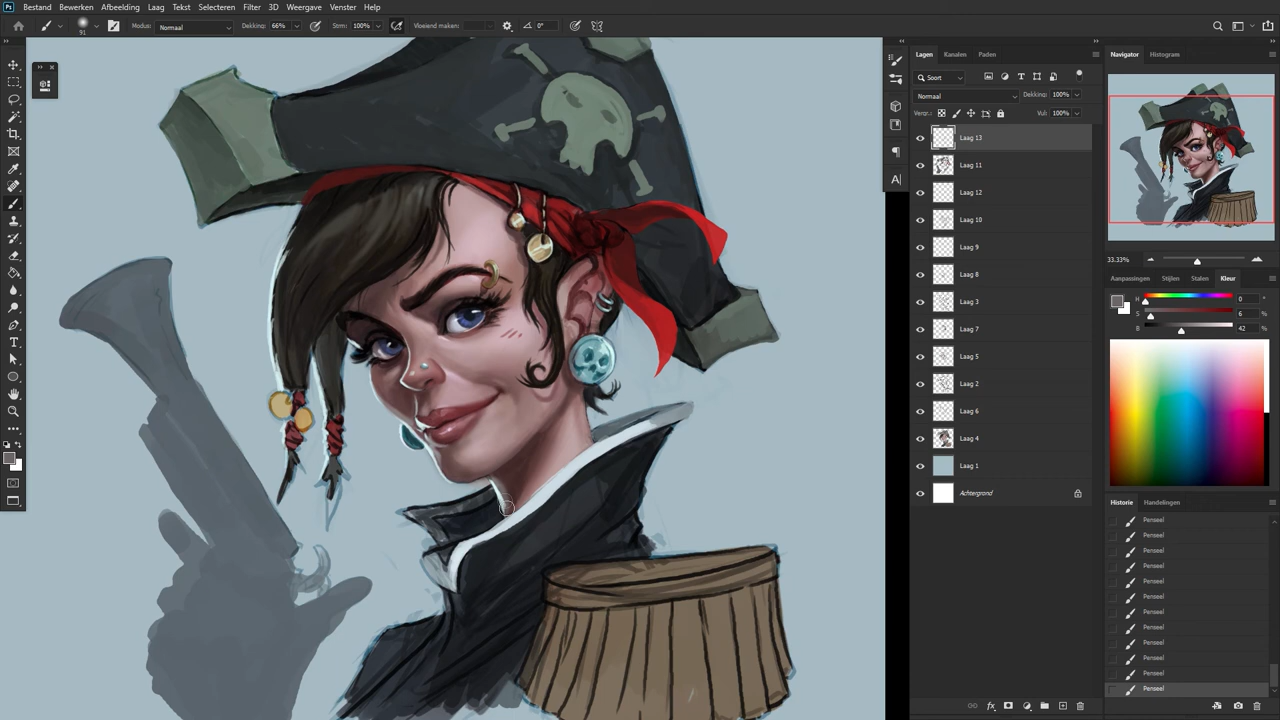 Ps Bestand Bewerken Afbeelding Laag Tekst Selecteren Filter 3D Weergave Venster Help
91 Modus: Normaal Dekking: 66% Strm: 100% Vloeiend maken: 0°
Lagen Kanalen Paden
Soort
Normaal Dekking: 100%
Vergr.: Vul: 100%
Laag 13
Laag 11
Laag 12
Laag 10
Laag 9
Laag 8
Laag 3
Laag 7
Laag 5
Laag 2
Laag 6
Laag 4
Laag 1
Achtergrond
fx
Navigator Histogram
33.33%
Aanpassingen Stijlen Stalen Kleur
H 0 °
S 6 %
B 42 %
Historie Handelingen
Penseel
Penseel
Penseel
Penseel
Penseel
Penseel
Penseel
Penseel
Penseel
Penseel
Penseel
Penseel